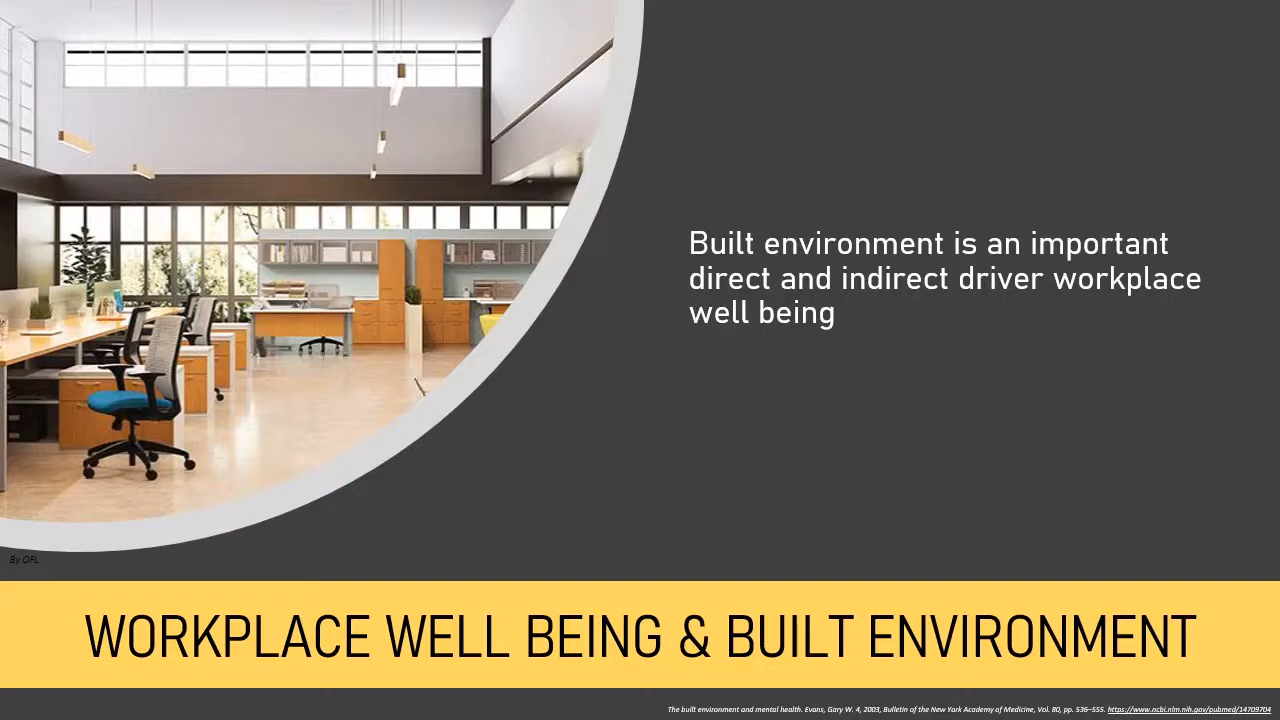 Built environment is an important
direct and indirect driver workplace
well being
By OFL
WORKPLACE WELL BEING & BUILT ENVIRONMENT
The built environment and mental health. Evans, Gary W. 4, 2003, Bulletin of the New York Academy of Medicine, Vol. 80, pp. 536–555. https://www.ncbi.nlm.nih.gov/pubmed/14709704